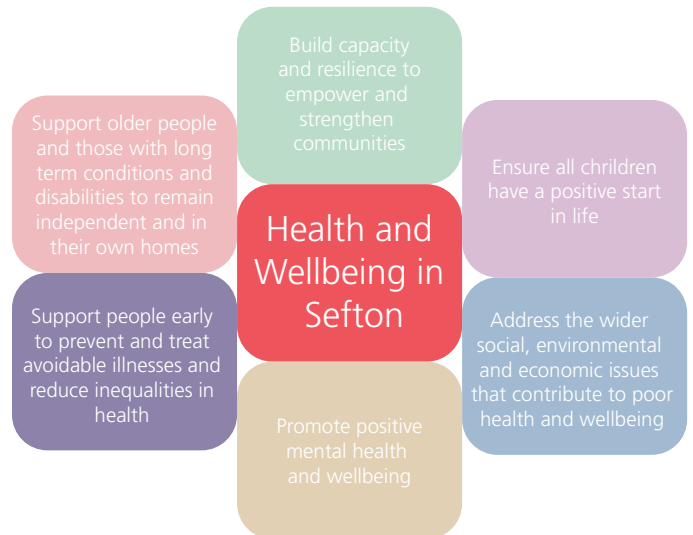 Build capacity
and resilience to
empower and
strengthen
communities
Support older people
and those with long
term conditions and
disabilities to remain
independent and in
their own homes
Ensure all chrildren
have a positive start
in life
Health and
Wellbeing in
Sefton
Support people early
to prevent and treat
avoidable illnesses and
reduce inequalities in
health
Address the wider
social, environmental
and economic issues
that contribute to poor
health and wellbeing
Promote positive
mental health
and wellbeing